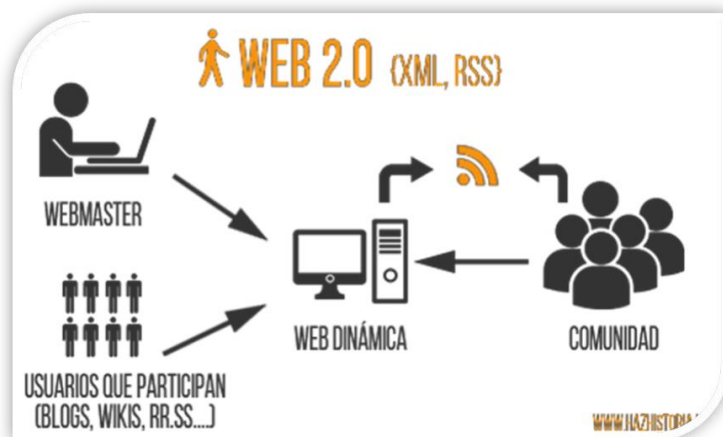 WEB 2.0 {XML, RSS}
WEBMASTER
WEB DINÁMICA
COMUNIDAD
USUARIOS QUE PARTICIPAN
(BLOGS, WIKIS, RR.SS....)